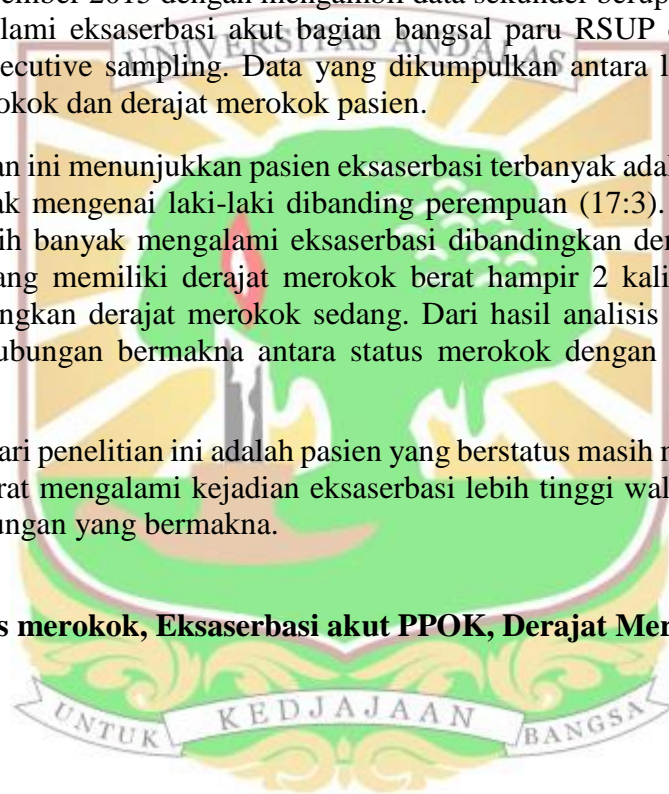 ember 2015 dengan mengambil data sekunder berup
alami eksaserbasi akut bagian bangsal paru RSUP
UNIVERSITAS ANDALAS
ecutive sampling. Data yang dikumpulkan antara l
okok dan derajat merokok pasien.
an ini menunjukkan pasien eksaserbasi terbanyak adal
ak mengenai laki-laki dibanding perempuan (17:3).
ih banyak mengalami eksaserbasi dibandingkan den
ang memiliki derajat merokok berat hampir 2 kali
ingkan derajat merokok sedang. Dari hasil analisis
ubungan bermakna antara status merokok dengan
ari penelitian ini adalah pasien yang berstatus masih
rat mengalami kejadian eksaserbasi lebih tinggi wal
ungan yang bermakna.
s merokok, Eksaserbasi akut PPOK, Derajat Mer
UNTUK KEDJAJAAN BANGSA